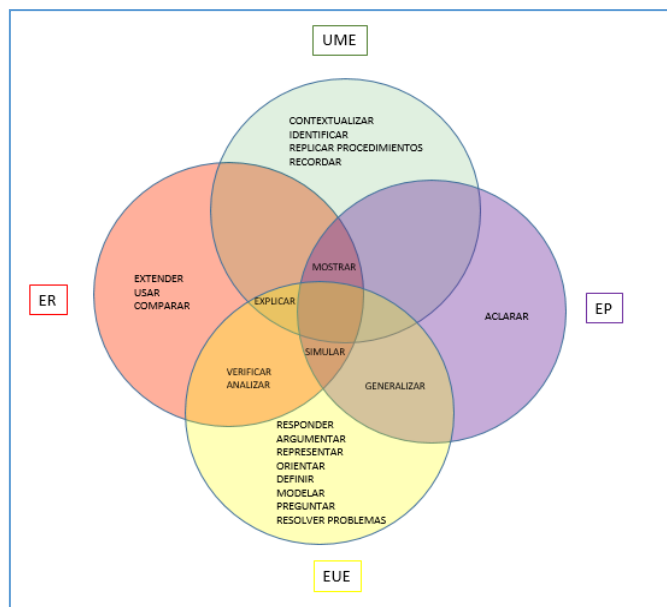 UME
CONTEXTUALIZAR
IDENTIFICAR
REPLICAR PROCEDIMIENTOS
RECORDAR
MOSTRAR
ER
EXTENDER
USAR
COMPARAR
EXPLICAR
ACLARAR
EP
SIMULAR
VERIFICAR
ANALIZAR
GENERALIZAR
RESPONDER
ARGUMENTAR
REPRESENTAR
ORIENTAR
DEFINIR
MODELAR
PREGUNTAR
RESOLVER PROBLEMAS
EUE